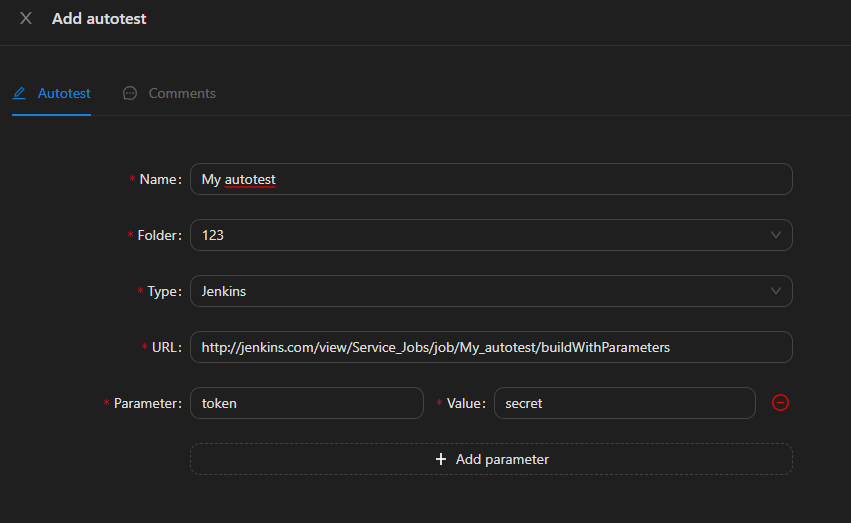 Add autotest
Autotest Comments
* Name: My autotest
* Folder: 123
* Type: Jenkins
* URL: http://jenkins.com/view/Service_Jobs/job/My_autotest/buildWithParameters
* Parameter: token * Value: secret
+ Add parameter